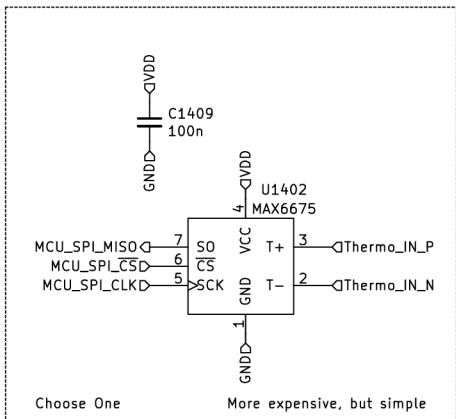 VDD
C1409
100n
GND
VDD
U1402
MAX6675
4
VCC
MCU_SPI_MISO 7 SO T+ 3 Thermo_IN_P
MCU_SPI_CS 6 CS
MCU_SPI_CLK 5 SCK T- 2 Thermo_IN_N
GND
1
GND
Choose One More expensive, but simple